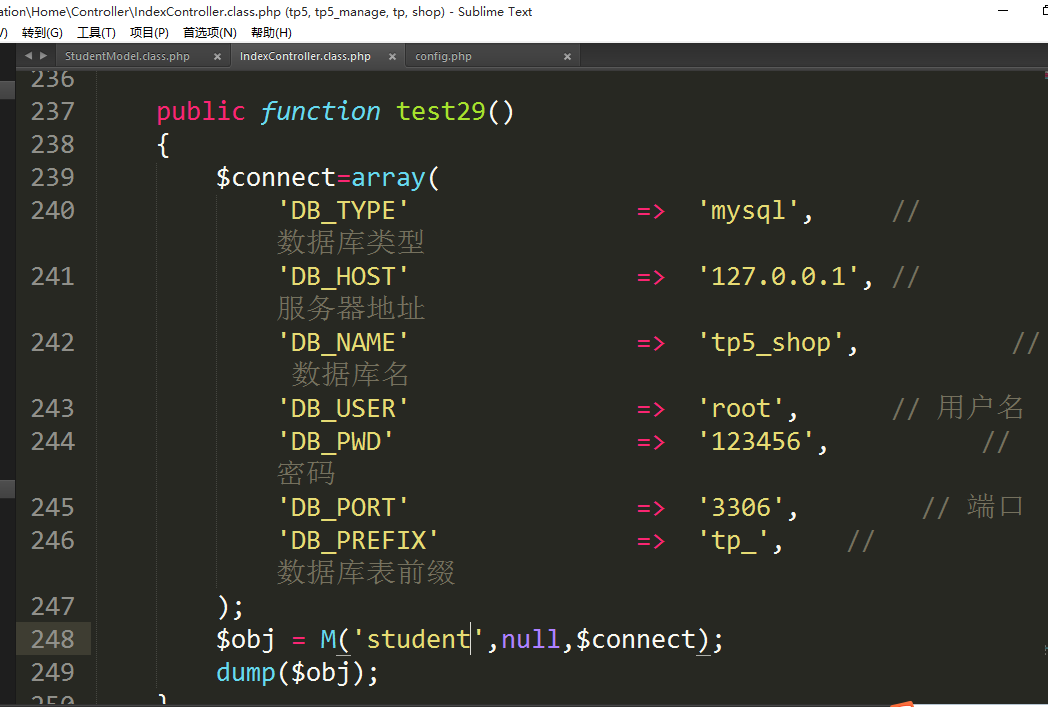 ation\Home\Controller\IndexController.class.php (tp5, tp5_manage, tp, shop) - Sublime Text
V) 转到(G) 工具(T) 项目(P) 首选项(N) 帮助(H)
StudentModel.class.php × IndexController.class.php × config.php ×
236
237 public function test29()
238 {
239 $connect=array(
240 'DB_TYPE' => 'mysql', //
数据库类型
241 'DB_HOST' => '127.0.0.1', //
服务器地址
242 'DB_NAME' => 'tp5_shop', //
数据库名
243 'DB_USER' => 'root', // 用户名
244 'DB_PWD' => '123456', //
密码
245 'DB_PORT' => '3306', // 端口
246 'DB_PREFIX' => 'tp_', //
数据库表前缀
247 );
248 $obj = M('student',null,$connect);
249 dump($obj);
250 }